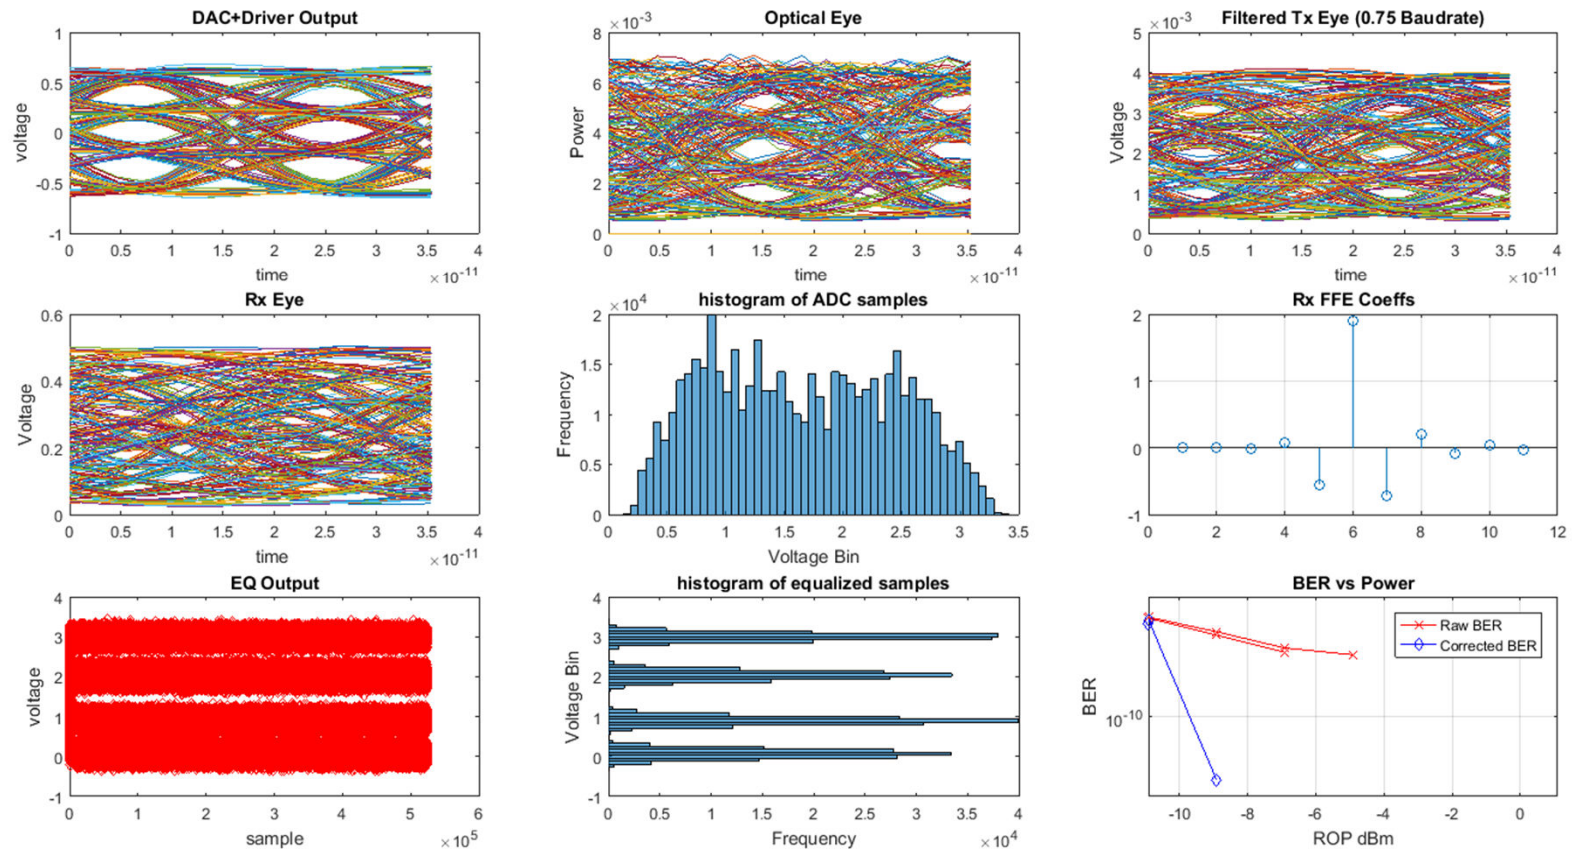 DAC+Driver Output
1
0.5
0
-0.5
-1
voltage
0 0.5 1 1.5 2 2.5 3 3.5 4
time
×10-11
Optical Eye
×10-3
8
6
4
2
0
Power
0 0.5 1 1.5 2 2.5 3 3.5 4
time
×10-11
Filtered Tx Eye (0.75 Baudrate)
×10-3
5
4
3
2
1
0
Voltage
0 0.5 1 1.5 2 2.5 3 3.5 4
time
×10-11
Rx Eye
0.6
0.4
0.2
0
Voltage
0 0.5 1 1.5 2 2.5 3 3.5 4
time
×10-11
histogram of ADC samples
×104
2
1.5
1
0.5
0
Frequency
0 0.5 1 1.5 2 2.5 3 3.5
Voltage Bin
Rx FFE Coeffs
2
1
0
-1
0 2 4 6 8 10 12
EQ Output
4
3
2
1
0
-1
voltage
0 1 2 3 4 5 6
sample
×105
histogram of equalized samples
4
3
2
1
0
-1
Voltage Bin
0 0.5 1 1.5 2 2.5 3 3.5 4
Frequency
×104
BER vs Power
Raw BER
Corrected BER
BER
10-10
-10 -8 -6 -4 -2 0
ROP dBm